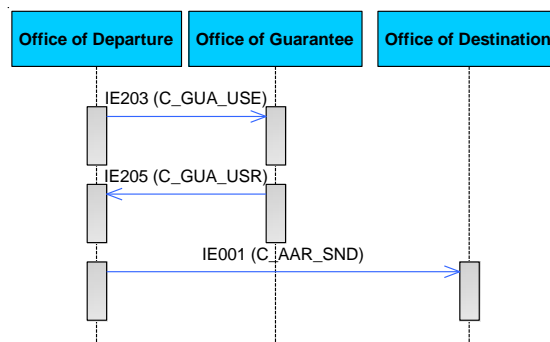 Office of Departure
Office of Guarantee
Office of Destination
IE203 (C_GUA_USE)
IE205 (C_GUA_USR)
IE001 (C_AAR_SND)